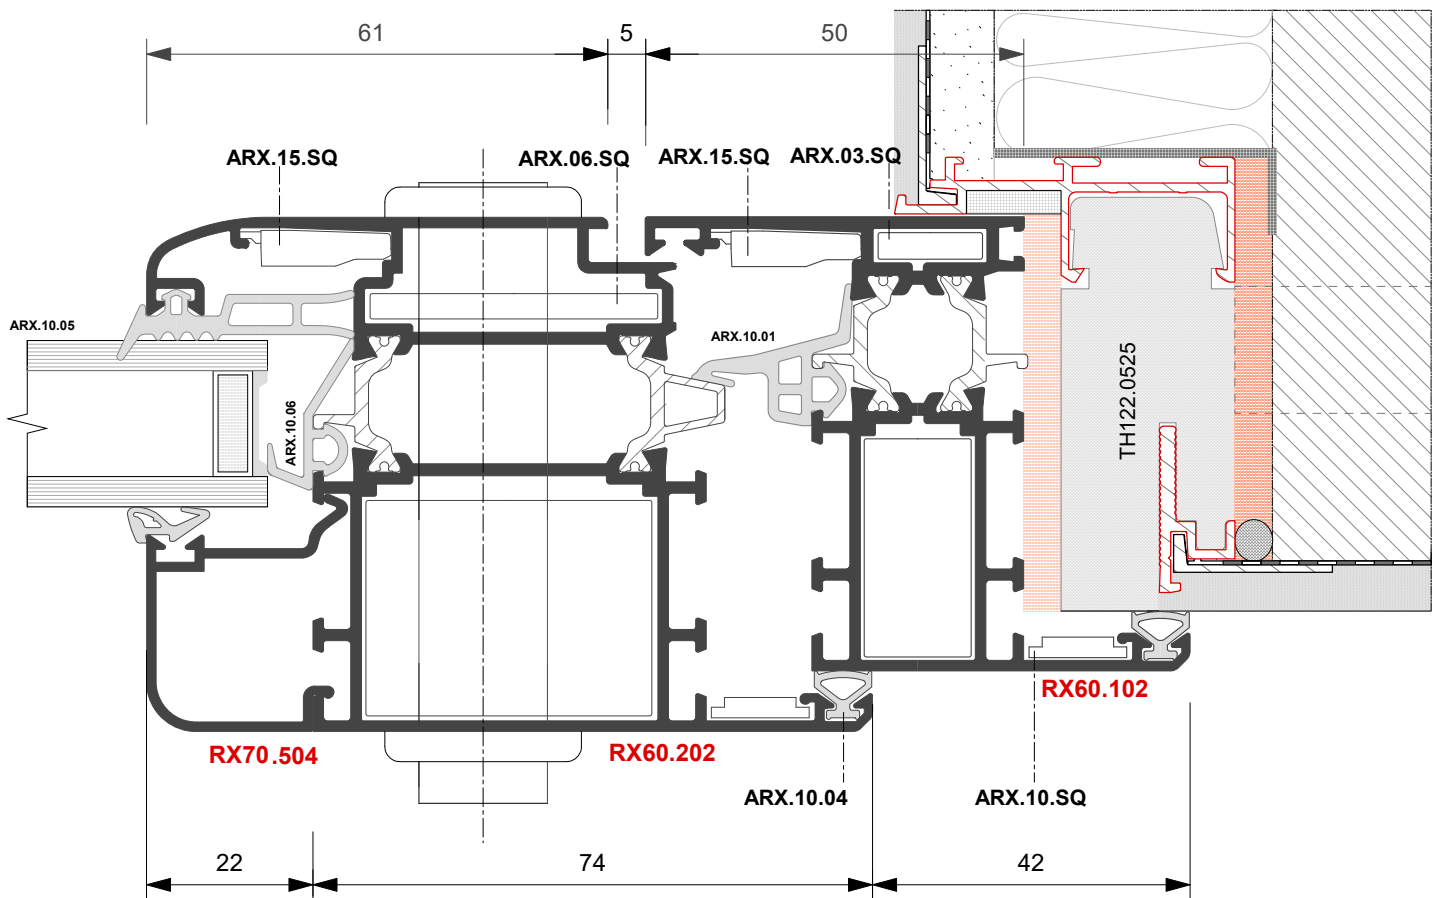 61
5
50
ARX.15.SQ
ARX.06.SQ
ARX.15.SQ
ARX.03.SQ
ARX.10.05
ARX.10.01
ARX.10.06
TH122.0525
RX60.102
RX70.504
RX60.202
ARX.10.04
ARX.10.SQ
22
74
42